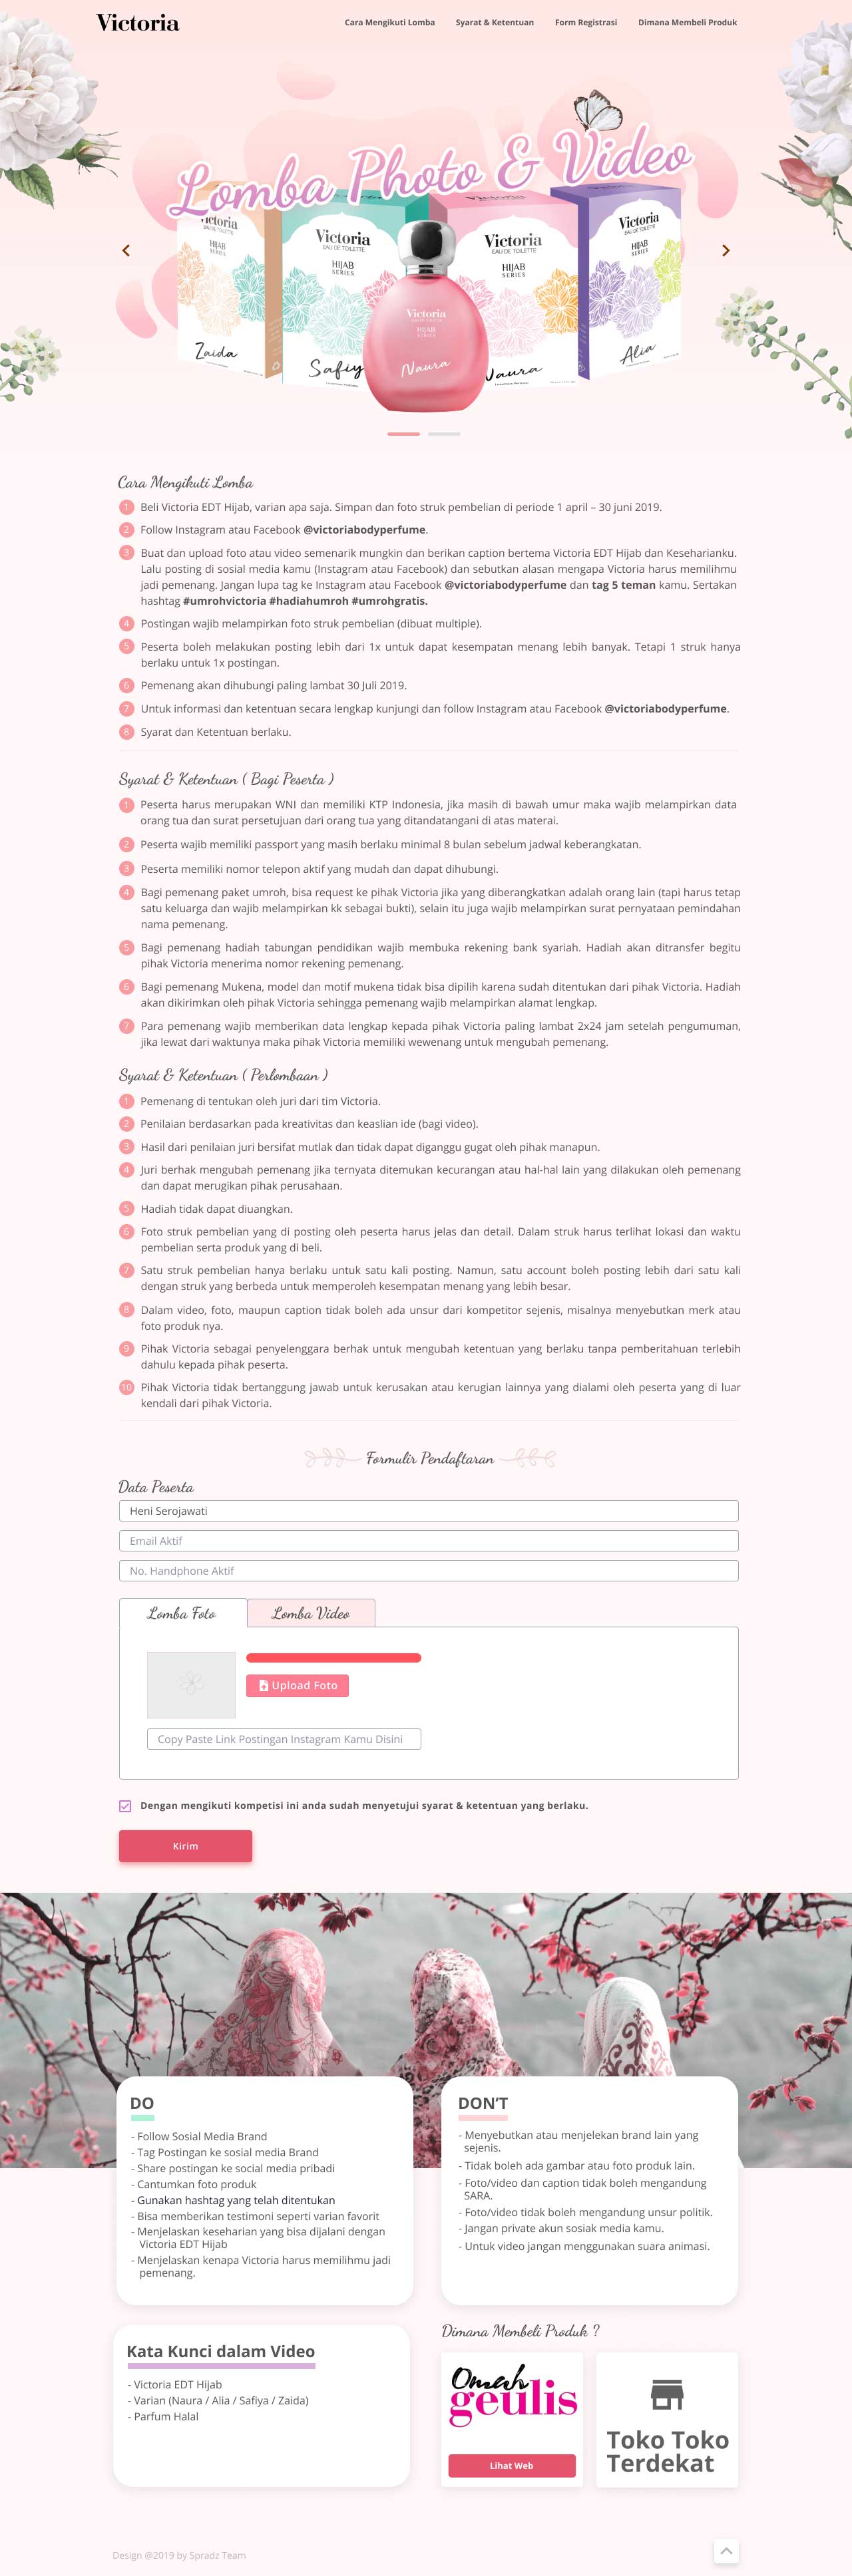 Victoria
Cara Mengikuti Lomba
Syarat & Ketentuan
Form Registrasi
Dimana Membeli Produk
Lomba Photo & Video
Victoria
EAU DE TOILETTE
HIJAB
SERIES
Zaida
Victoria
EAU DE TOILETTE
HIJAB
SERIES
Safiy
Victoria
HIJAB
SERIES
Naura
Victoria
EAU DE TOILETTE
HIJAB
SERIES
Naura
Victoria
EAU DE TOILETTE
HIJAB
SERIES
Alia
Cara Mengikuti Lomba
1 Beli Victoria EDT Hijab, varian apa saja. Simpan dan foto struk pembelian di periode 1 april – 30 juni 2019.
2 Follow Instagram atau Facebook @victoriabodyperfume.
3 Buat dan upload foto atau video semenarik mungkin dan berikan caption bertema Victoria EDT Hijab dan Keseharianku.
Lalu posting di sosial media kamu (Instagram atau Facebook) dan sebutkan alasan mengapa Victoria harus memilihmu
jadi pemenang. Jangan lupa tag ke Instagram atau Facebook @victoriabodyperfume dan tag 5 teman kamu. Sertakan
hashtag #umrohvictoria #hadiahumroh #umrohgratis.
4 Postingan wajib melampirkan foto struk pembelian (dibuat multiple).
5 Peserta boleh melakukan posting lebih dari 1x untuk dapat kesempatan menang lebih banyak. Tetapi 1 struk hanya
berlaku untuk 1x postingan.
6 Pemenang akan dihubungi paling lambat 30 Juli 2019.
7 Untuk informasi dan ketentuan secara lengkap kunjungi dan follow Instagram atau Facebook @victoriabodyperfume.
8 Syarat dan Ketentuan berlaku.
Syarat & Ketentuan ( Bagi Peserta )
1 Peserta harus merupakan WNI dan memiliki KTP Indonesia, jika masih di bawah umur maka wajib melampirkan data
orang tua dan surat persetujuan dari orang tua yang ditandatangani di atas materai.
2 Peserta wajib memiliki passport yang masih berlaku minimal 8 bulan sebelum jadwal keberangkatan.
3 Peserta memiliki nomor telepon aktif yang mudah dan dapat dihubungi.
4 Bagi pemenang paket umroh, bisa request ke pihak Victoria jika yang diberangkatkan adalah orang lain (tapi harus tetap
satu keluarga dan wajib melampirkan kk sebagai bukti), selain itu juga wajib melampirkan surat pernyataan pemindahan
nama pemenang.
5 Bagi pemenang hadiah tabungan pendidikan wajib membuka rekening bank syariah. Hadiah akan ditransfer begitu
pihak Victoria menerima nomor rekening pemenang.
6 Bagi pemenang Mukena, model dan motif mukena tidak bisa dipilih karena sudah ditentukan dari pihak Victoria. Hadiah
akan dikirimkan oleh pihak Victoria sehingga pemenang wajib melampirkan alamat lengkap.
7 Para pemenang wajib memberikan data lengkap kepada pihak Victoria paling lambat 2x24 jam setelah pengumuman,
jika lewat dari waktunya maka pihak Victoria memiliki wewenang untuk mengubah pemenang.
Syarat & Ketentuan ( Perlombaan )
1 Pemenang di tentukan oleh juri dari tim Victoria.
2 Penilaian berdasarkan pada kreativitas dan keaslian ide (bagi video).
3 Hasil dari penilaian juri bersifat mutlak dan tidak dapat diganggu gugat oleh pihak manapun.
4 Juri berhak mengubah pemenang jika ternyata ditemukan kecurangan atau hal-hal lain yang dilakukan oleh pemenang
dan dapat merugikan pihak perusahaan.
5 Hadiah tidak dapat diuangkan.
6 Foto struk pembelian yang di posting oleh peserta harus jelas dan detail. Dalam struk harus terlihat lokasi dan waktu
pembelian serta produk yang di beli.
7 Satu struk pembelian hanya berlaku untuk satu kali posting. Namun, satu account boleh posting lebih dari satu kali
dengan struk yang berbeda untuk memperoleh kesempatan menang yang lebih besar.
8 Dalam video, foto, maupun caption tidak boleh ada unsur dari kompetitor sejenis, misalnya menyebutkan merk atau
foto produk nya.
9 Pihak Victoria sebagai penyelenggara berhak untuk mengubah ketentuan yang berlaku tanpa pemberitahuan terlebih
dahulu kepada pihak peserta.
10 Pihak Victoria tidak bertanggung jawab untuk kerusakan atau kerugian lainnya yang dialami oleh peserta yang di luar
kendali dari pihak Victoria.
Formulir Pendaftaran
Data Peserta
Heni Serojawati
Email Aktif
No. Handphone Aktif
Lomba Foto
Lomba Video
Upload Foto
Copy Paste Link Postingan Instagram Kamu Disini
Dengan mengikuti kompetisi ini anda sudah menyetujui syarat & ketentuan yang berlaku.
Kirim
DO
- Follow Sosial Media Brand
- Tag Postingan ke sosial media Brand
- Share postingan ke social media pribadi
- Cantumkan foto produk
- Gunakan hashtag yang telah ditentukan
- Bisa memberikan testimoni seperti varian favorit
- Menjelaskan keseharian yang bisa dijalani dengan
Victoria EDT Hijab
- Menjelaskan kenapa Victoria harus memilihmu jadi
pemenang.
DON'T
- Menyebutkan atau menjelekan brand lain yang
sejenis.
- Tidak boleh ada gambar atau foto produk lain.
- Foto/video dan caption tidak boleh mengandung
SARA.
- Foto/video tidak boleh mengandung unsur politik.
- Jangan private akun sosiak media kamu.
- Untuk video jangan menggunakan suara animasi.
Kata Kunci dalam Video
- Victoria EDT Hijab
- Varian (Naura / Alia / Safiya / Zaida)
- Parfum Halal
Dimana Membeli Produk ?
Omah
geulis
Lihat Web
Toko Toko
Terdekat
Design @2019 by Spradz Team